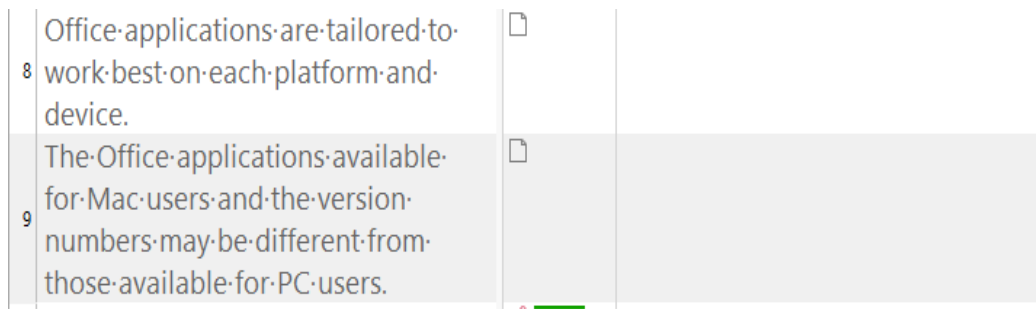 Office·applications·are·tailored·to·
8 work·best·on·each·platform·and·
device.
The·Office·applications·available·
for·Mac·users·and·the·version·
9
numbers·may·be·different·from·
those·available·for·PC·users.